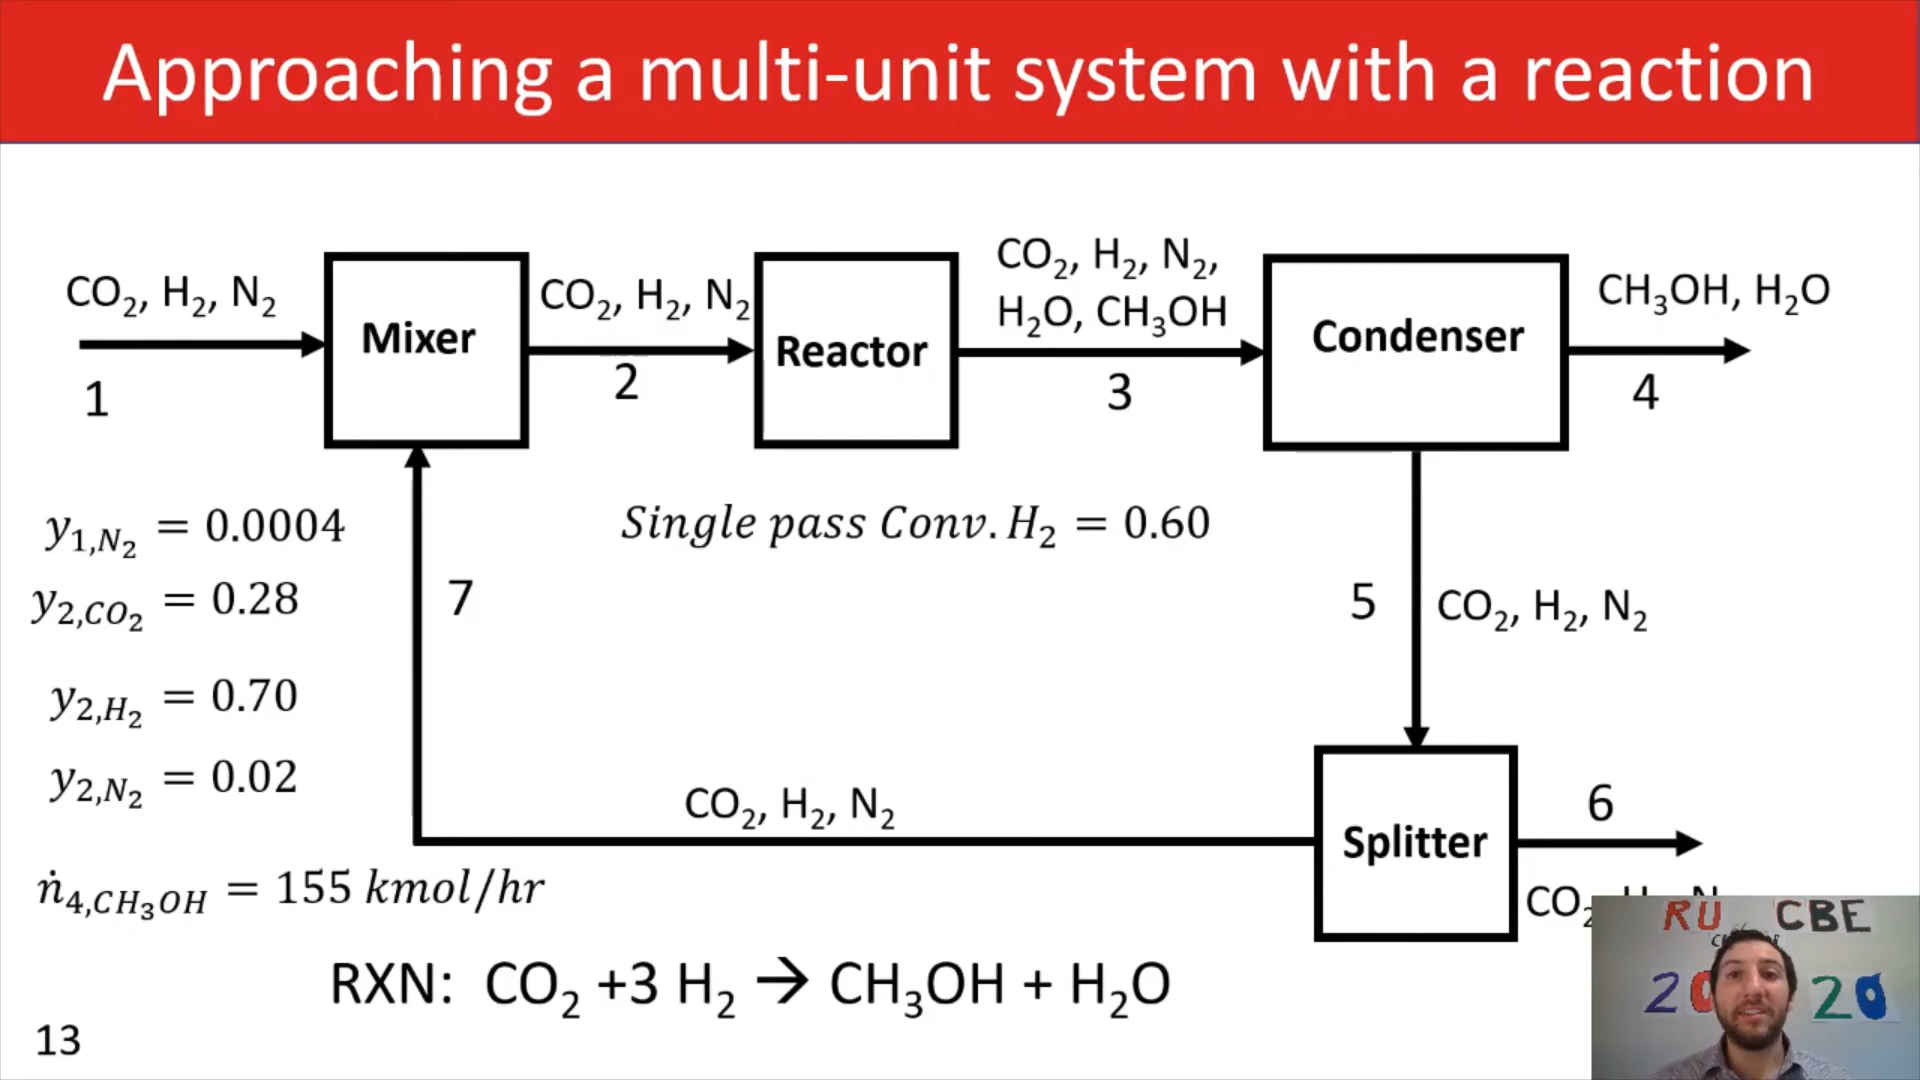 Approaching a multi-unit system with a reaction
CO₂, H₂, N₂
1
Mixer
CO₂, H₂, N₂
2
Reactor
CO₂, H₂, N₂,
H₂O, CH₃OH
3
Condenser
CH₃OH, H₂O
4
y₁,N₂ = 0.0004
y₂,CO₂ = 0.28
y₂,H₂ = 0.70
y₂,N₂ = 0.02
7
Single pass Conv. H₂ = 0.60
5
CO₂, H₂, N₂
CO₂, H₂, N₂
Splitter
6
CO₂
ṅ₄,CH₃OH = 155 kmol/hr
RXN: CO₂ +3 H₂ → CH₃OH + H₂O
13
RU CBE
20 20